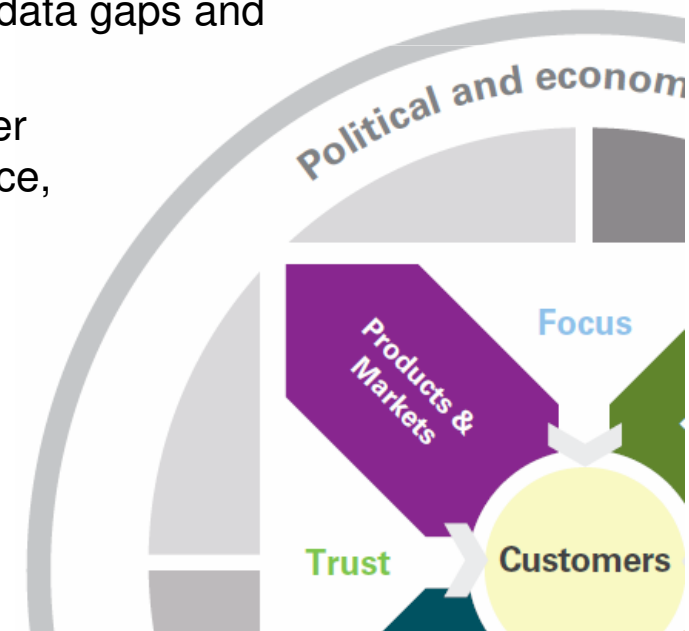 data gaps and
er
ce,
Political and econom
Focus
Products &
Markets
Trust
Customers